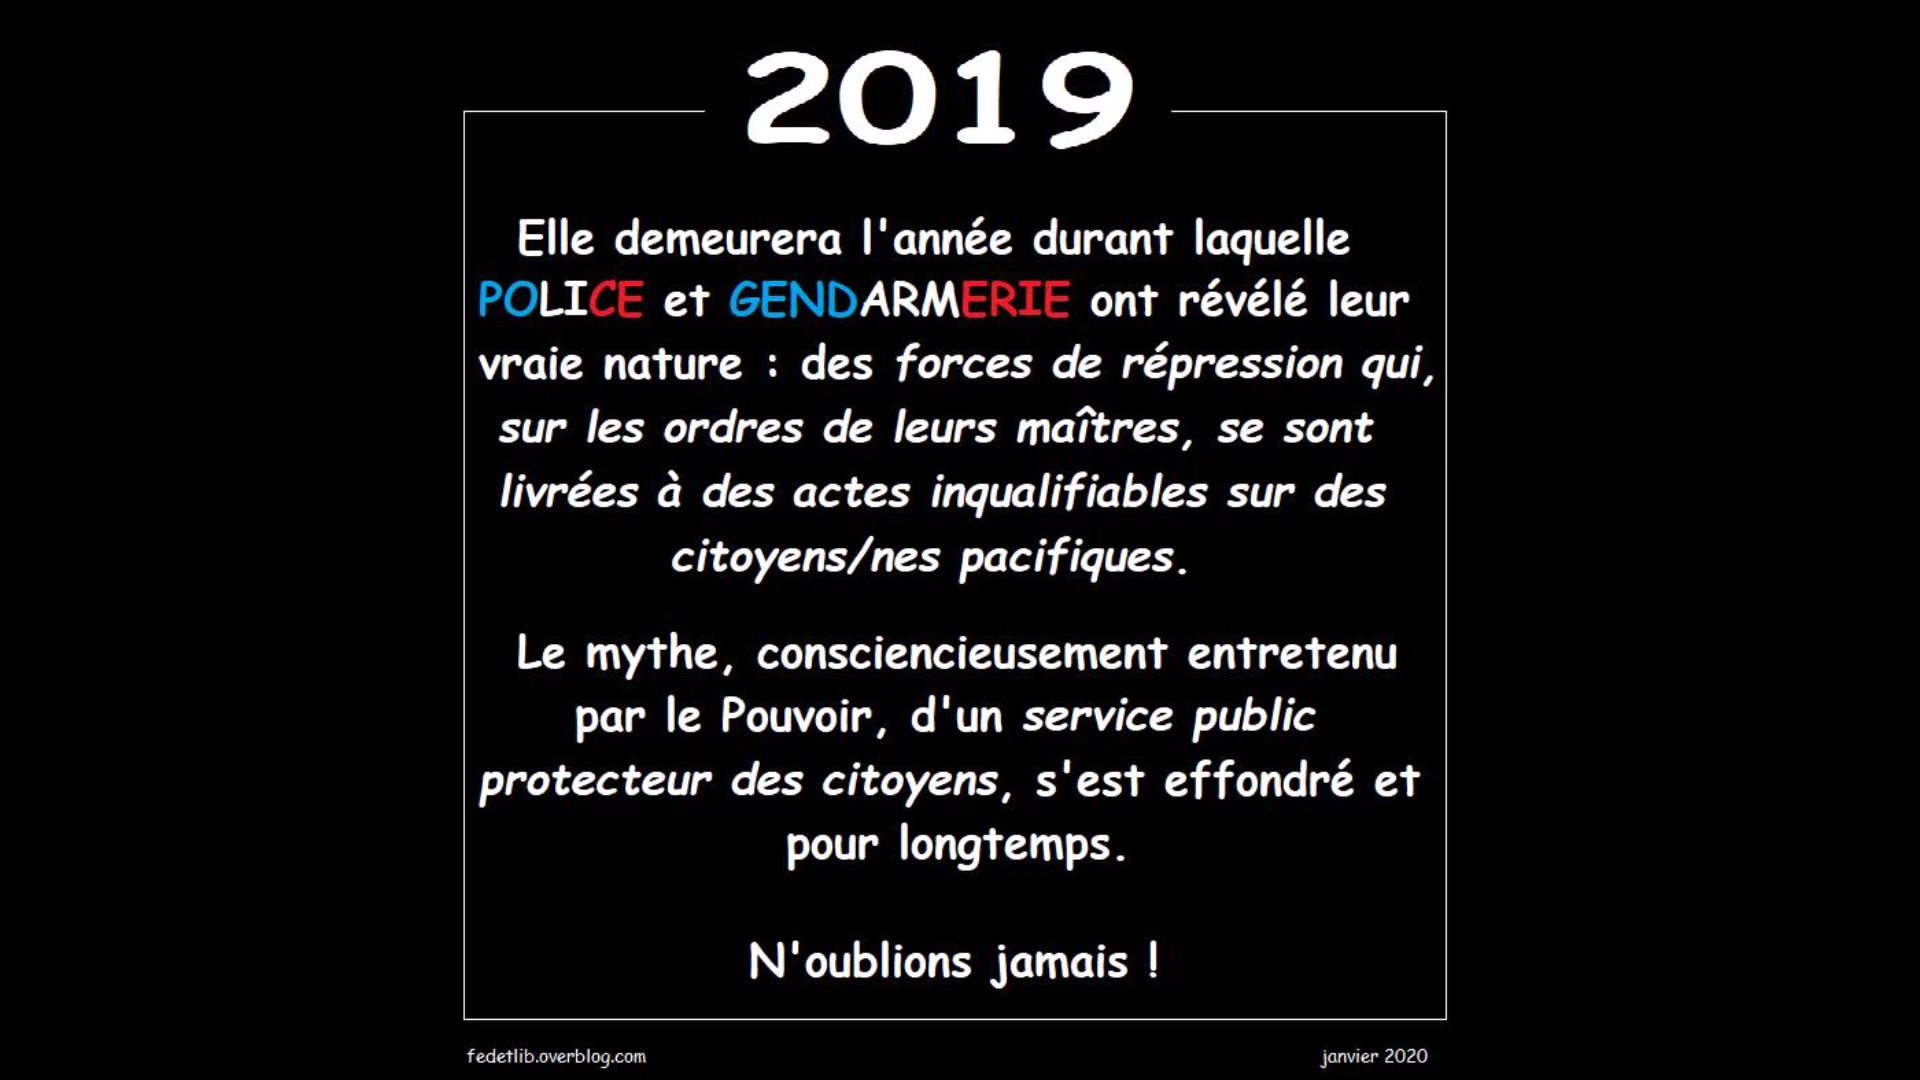 2019
Elle demeurera l'année durant laquelle
POLICE et GENDARMERIE ont révélé leur
vraie nature : des forces de répression qui,
sur les ordres de leurs maîtres, se sont
livrées à des actes inqualifiables sur des
citoyens/nes pacifiques.
Le mythe, consciencieusement entretenu
par le Pouvoir, d'un service public
protecteur des citoyens, s'est effondré et
pour longtemps.
N'oublions jamais !
fedetlib.overblog.com
janvier 2020